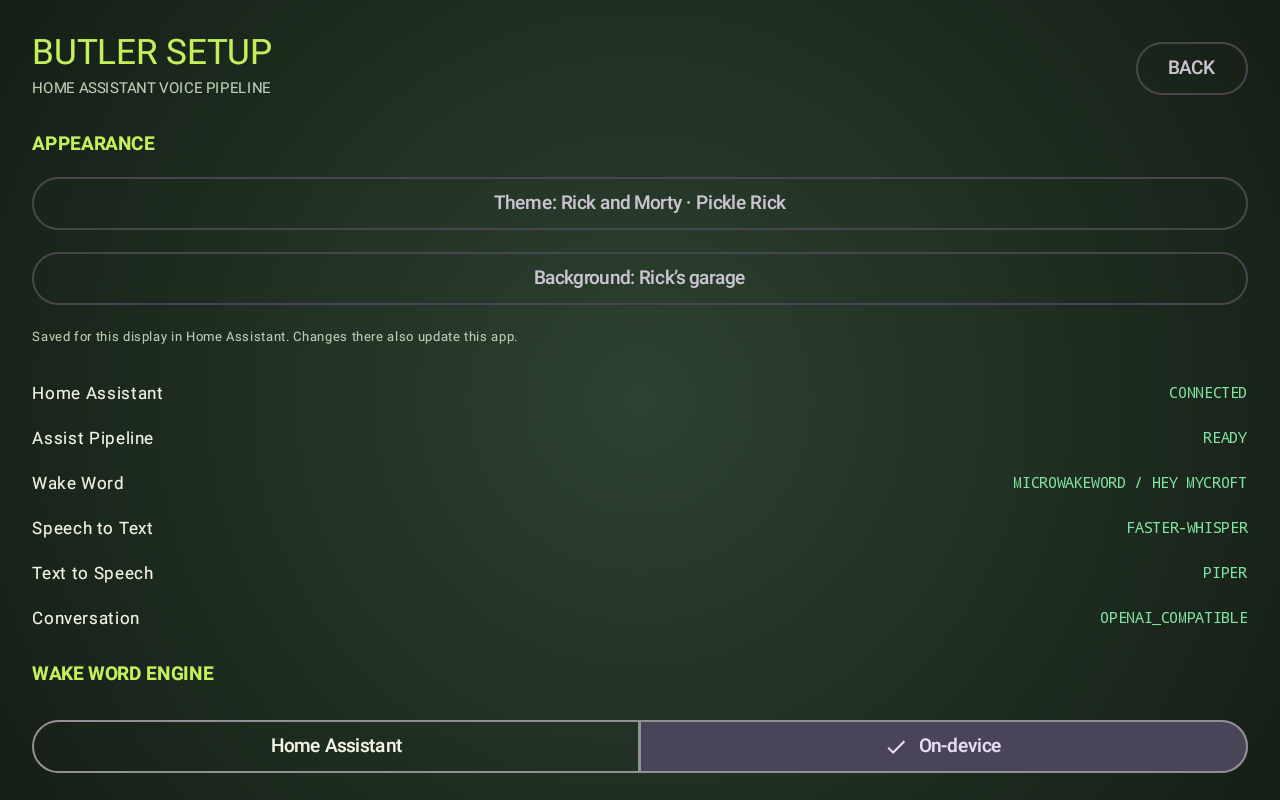 BUTLER SETUP
HOME ASSISTANT VOICE PIPELINE
BACK
APPEARANCE
Theme: Rick and Morty · Pickle Rick
Background: Rick’s garage
Saved for this display in Home Assistant. Changes there also update this app.
Home Assistant CONNECTED
Assist Pipeline READY
Wake Word MICROWAKEWORD / HEY MYCROFT
Speech to Text FASTER-WHISPER
Text to Speech PIPER
Conversation OPENAI_COMPATIBLE
WAKE WORD ENGINE
Home Assistant On-device